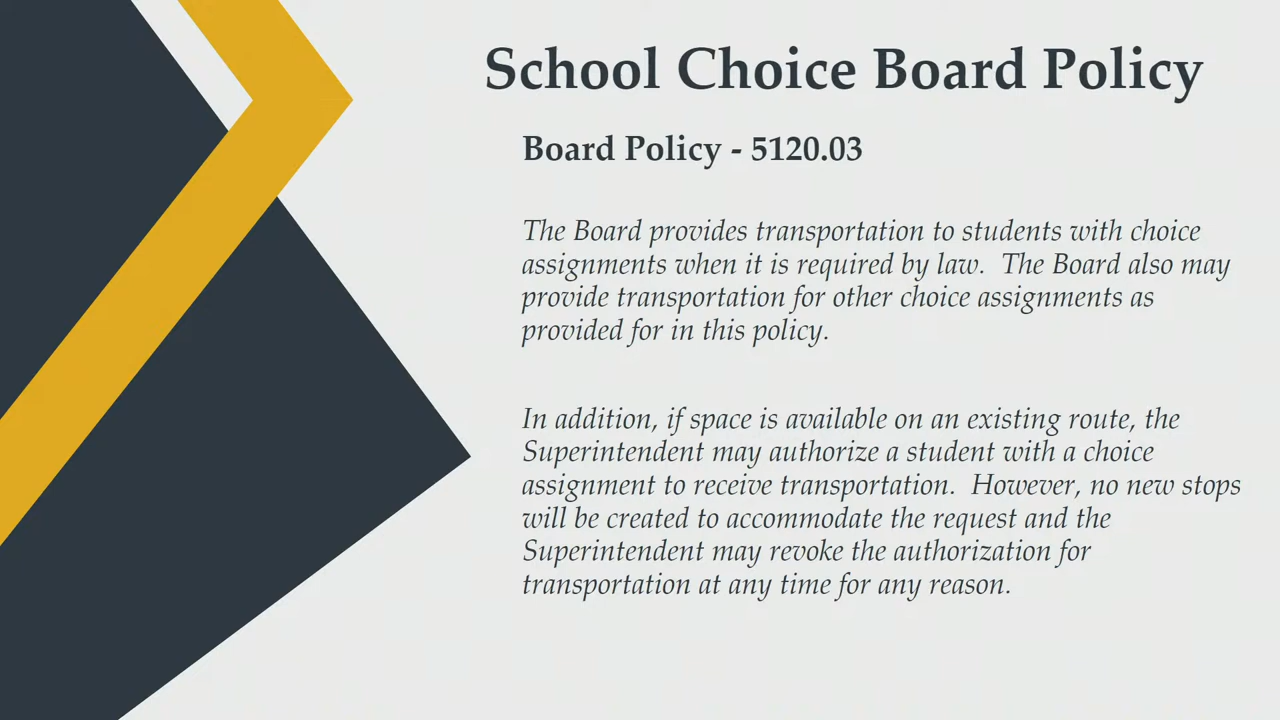 School Choice Board Policy
Board Policy - 5120.03
The Board provides transportation to students with choice
assignments when it is required by law.  The Board also may
provide transportation for other choice assignments as
provided for in this policy.
In addition, if space is available on an existing route, the
Superintendent may authorize a student with a choice
assignment to receive transportation.  However, no new stops
will be created to accommodate the request and the
Superintendent may revoke the authorization for
transportation at any time for any reason.